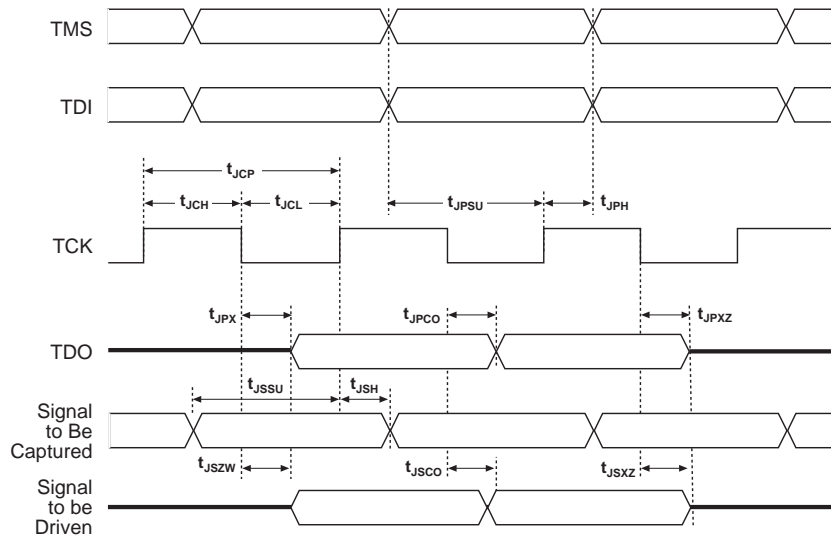 TMS
TDI
tJCP
tJCH
tJCL
tJPSU
tJPH
TCK
tJPX
tJPCO
tJPXZ
TDO
tJSSU
tJSH
Signal
to Be
Captured
tJSZW
tJSCO
tJSXZ
Signal
to be
Driven